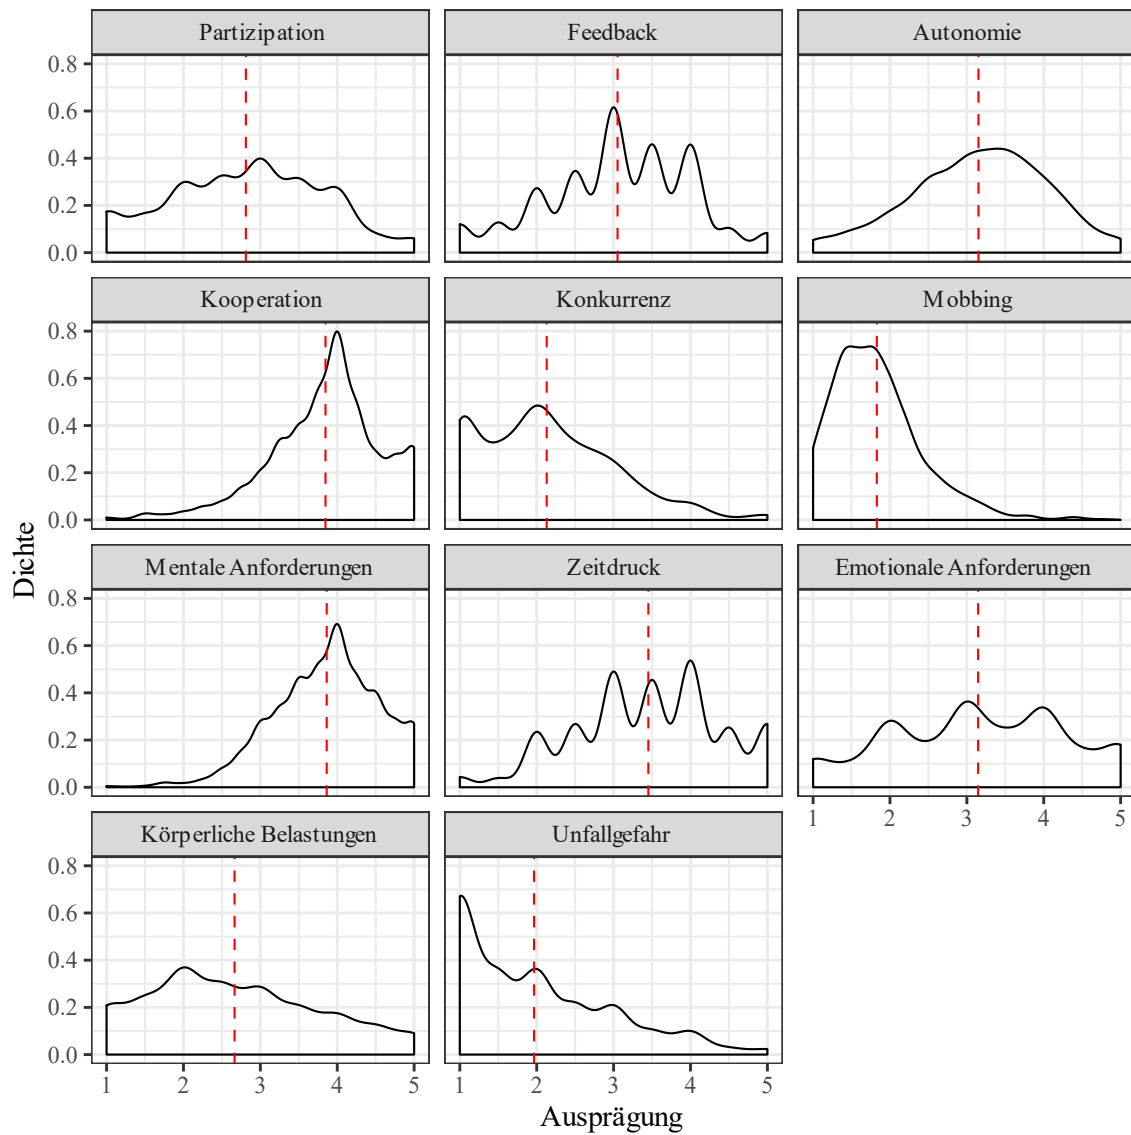 Partizipation Feedback Autonomie
0.8
0.6
0.4
0.2
0.0
Kooperation Konkurrenz Mobbing
0.8
0.6
0.4
0.2
0.0
Dichte
Mentale Anforderungen Zeitdruck Emotionale Anforderungen
0.8
0.6
0.4
0.2
0.0
1 2 3 4 5
Körperliche Belastungen Unfallgefahr
0.8
0.6
0.4
0.2
0.0
1 2 3 4 5 1 2 3 4 5
Ausprägung